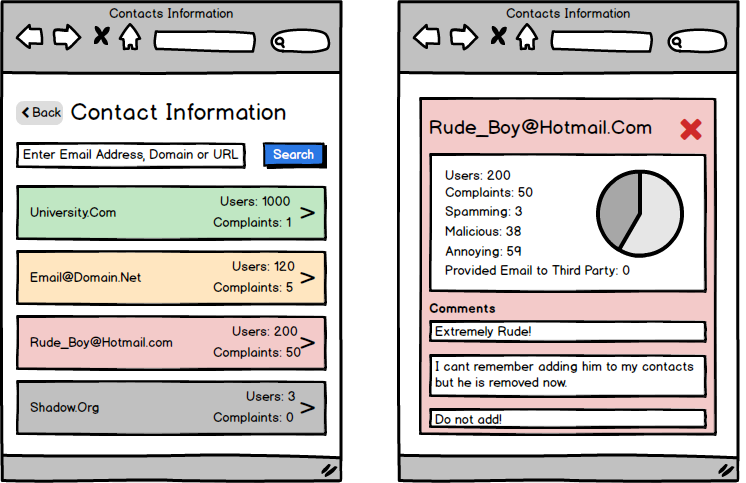 Contacts Information
Back
Contact Information
Enter Email Address, Domain or URL
Search
University.Com
Users: 1000
Complaints: 1
>
Email@Domain.Net
Users: 120
Complaints: 5
>
Rude_Boy@Hotmail.com
Users: 200
Complaints: 50
>
Shadow.Org
Users: 3
Complaints: 0
>
Contacts Information
Rude_Boy@Hotmail.Com
Users: 200
Complaints: 50
Spamming: 3
Malicious: 38
Annoying: 59
Provided Email to Third Party: 0
Comments
Extremely Rude!
I cant remember adding him to my contacts
but he is removed now.
Do not add!